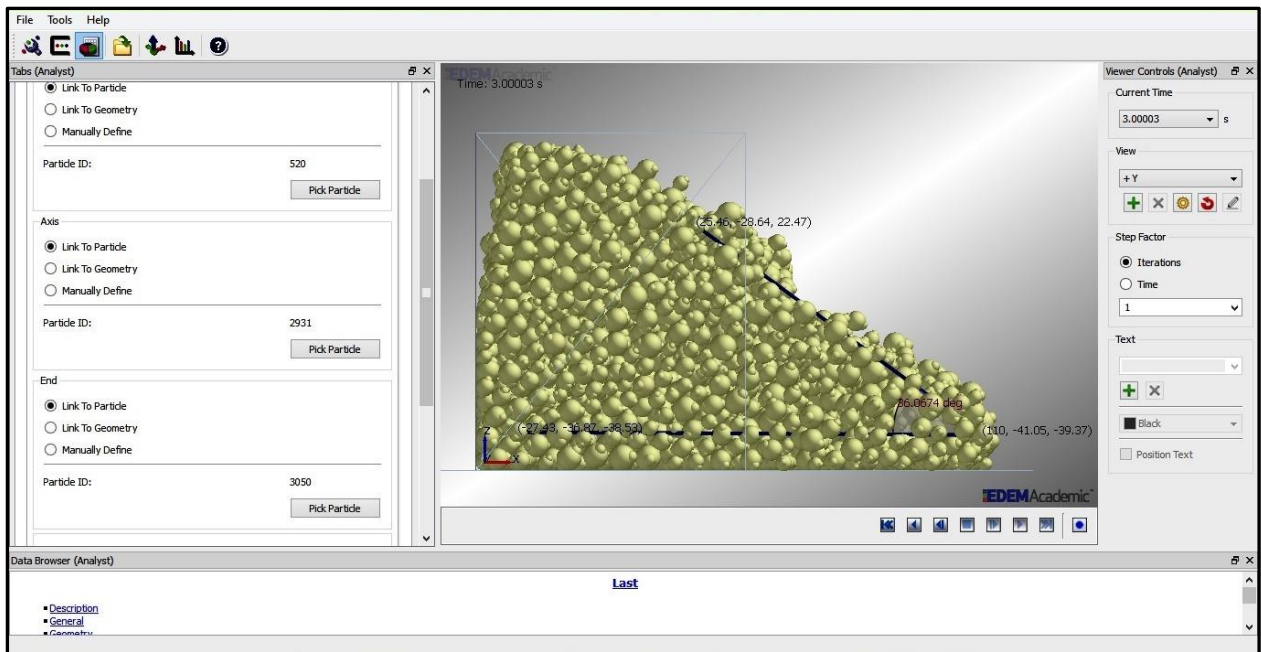 File Tools Help
Tabs (Analyst)
Link To Particle
Link To Geometry
Manually Define
Particle ID: 520
Pick Particle
Axis
Link To Particle
Link To Geometry
Manually Define
Particle ID: 2931
Pick Particle
End
Link To Particle
Link To Geometry
Manually Define
Particle ID: 3050
Pick Particle
EDEMAcademic
Time: 3.00003 s
(25.46, -28.64, 22.47)
36.0674 deg
(-27.43, -36.87, -38.53)
(110, -41.05, -39.37)
Z
X
EDEMAcademic
Viewer Controls (Analyst)
Current Time
3.00003 s
View
+Y
Step Factor
Iterations
Time
1
Text
Black
Position Text
Data Browser (Analyst)
Last
Description
General
Geometry